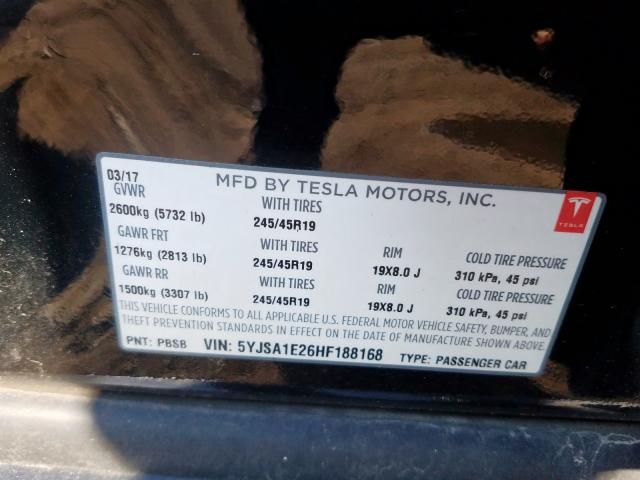 MFD BY TESLA MOTORS, INC.
03/17
GVWR
2600kg (5732 lb)
WITH TIRES
245/45R19
GAWR FRT
1276kg (2813 lb)
WITH TIRES
245/45R19
RIM
19X8.0 J
COLD TIRE PRESSURE
310 kPa, 45 psi
GAWR RR
1500kg (3307 lb)
WITH TIRES
245/45R19
RIM
19X8.0 J
COLD TIRE PRESSURE
310 kPa, 45 psi
THIS VEHICLE CONFORMS TO ALL APPLICABLE U.S. FEDERAL MOTOR VEHICLE SAFETY, BUMPER, AND
THEFT PREVENTION STANDARDS IN EFFECT ON THE DATE OF MANUFACTURE SHOWN ABOVE.
PNT: PBSB VIN: 5YJSA1E26HF188168 TYPE: PASSENGER CAR
TESLA